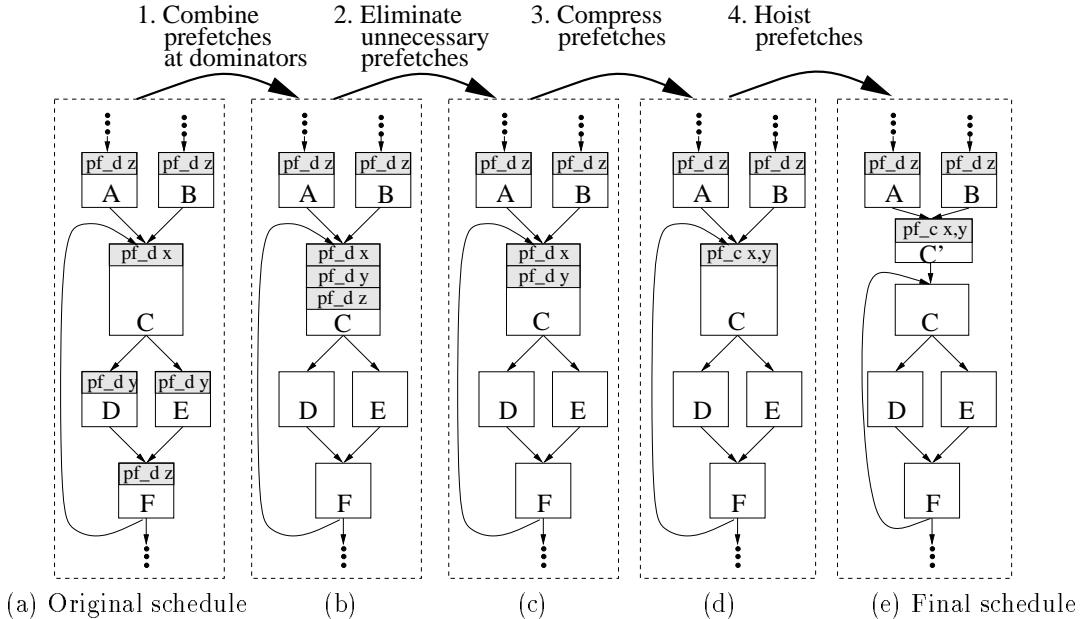 1. Combine prefetches at dominators
2. Eliminate unnecessary prefetches
3. Compress prefetches
4. Hoist prefetches
pf_d z
pf_d z
A
B
pf_d x
C
pf_d y
pf_d y
D
E
pf_d z
F
(a) Original schedule
pf_d z
pf_d z
A
B
pf_d x
pf_d y
pf_d z
C
D
E
F
(b)
pf_d z
pf_d z
A
B
pf_d x
pf_d y
C
D
E
F
(c)
pf_d z
pf_d z
A
B
pf_c x,y
C
D
E
F
(d)
pf_d z
pf_d z
A
B
pf_c x,y
C'
C
D
E
F
(e) Final schedule